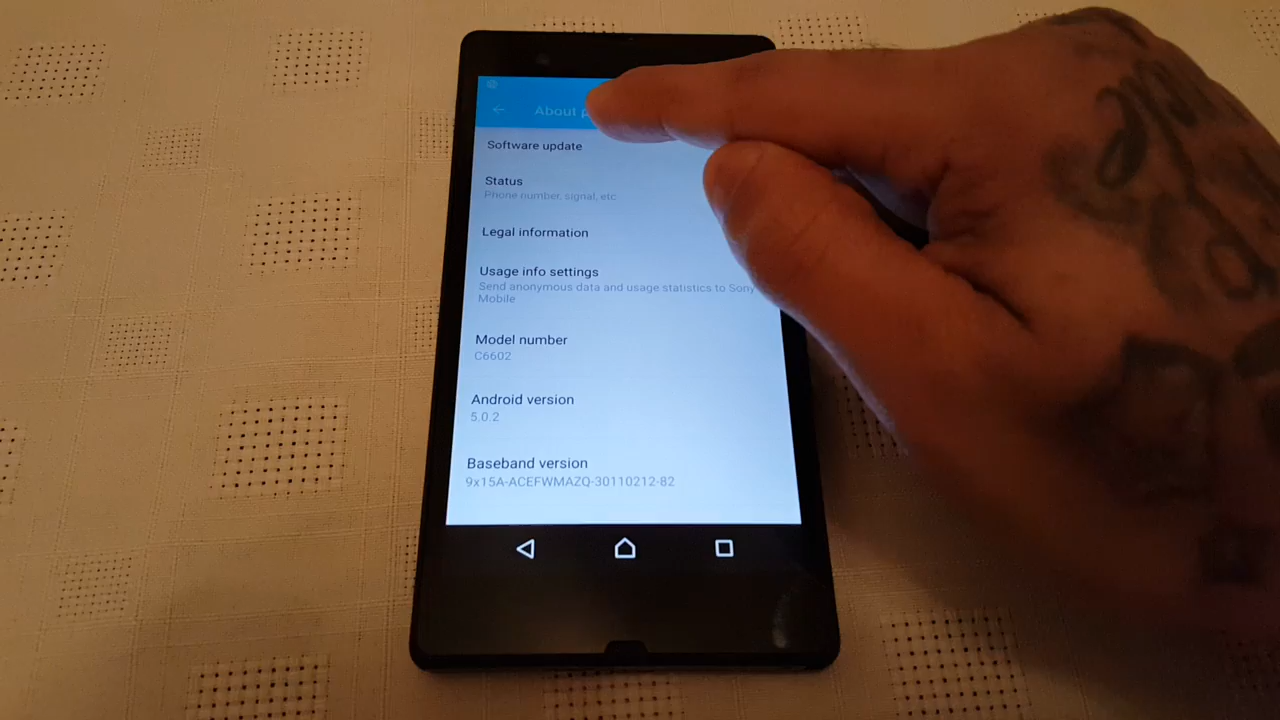 About
Software update
Status
Phone number, signal, etc
Legal information
Usage info settings
Send anonymous data and usage statistics to Sony
Mobile
Model number
C6602
Android version
5.0.2
Baseband version
9x15A-ACEFWMAZQ-30110212-82